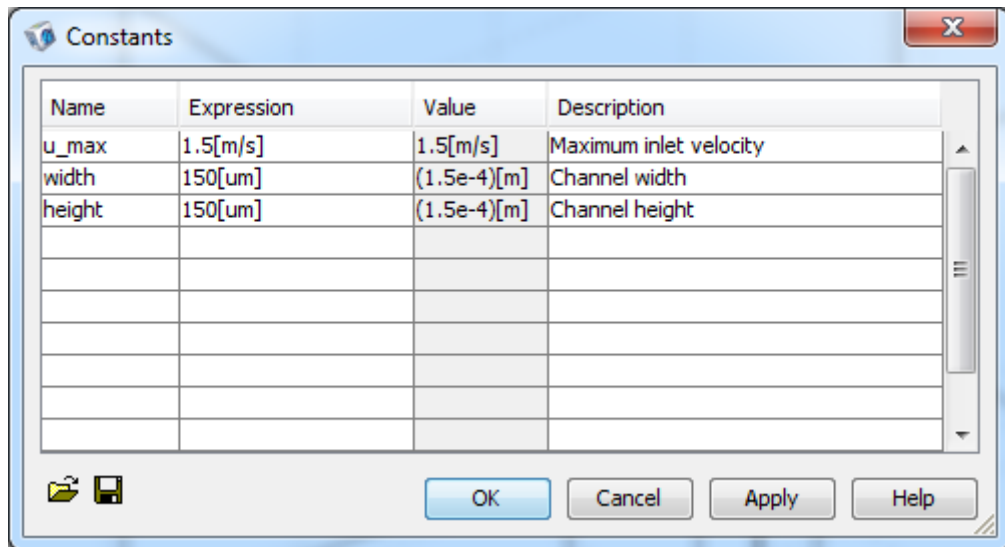 Constants
Name Expression Value Description
u_max 1.5[m/s] 1.5[m/s] Maximum inlet velocity
width 150[um] (1.5e-4)[m] Channel width
height 150[um] (1.5e-4)[m] Channel height
OK Cancel Apply Help